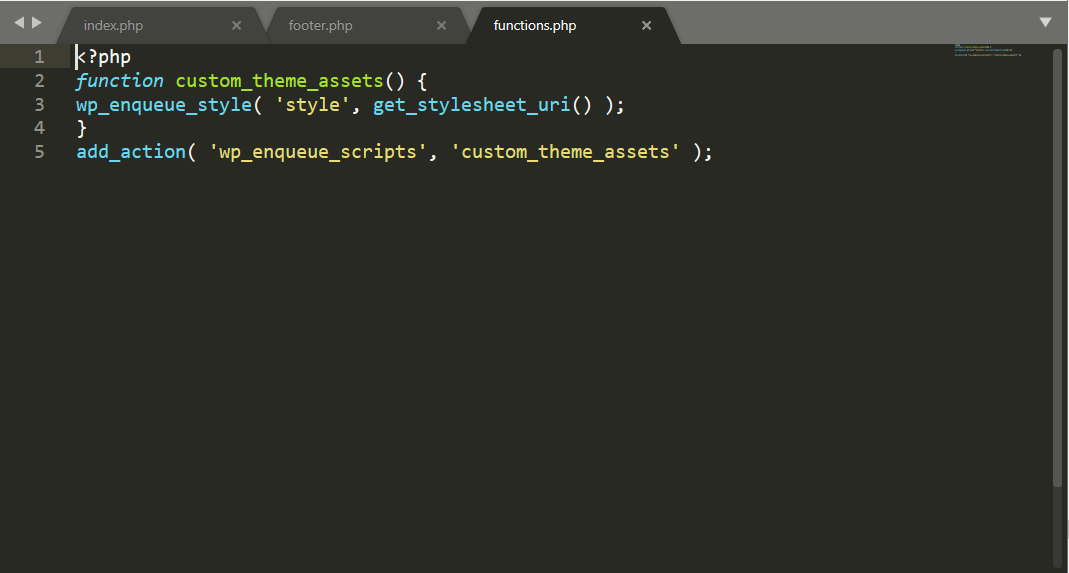 index.php × footer.php × functions.php ×
1 <?php
2 function custom_theme_assets() {
3 wp_enqueue_style( 'style', get_stylesheet_uri() );
4 }
5 add_action( 'wp_enqueue_scripts', 'custom_theme_assets' );